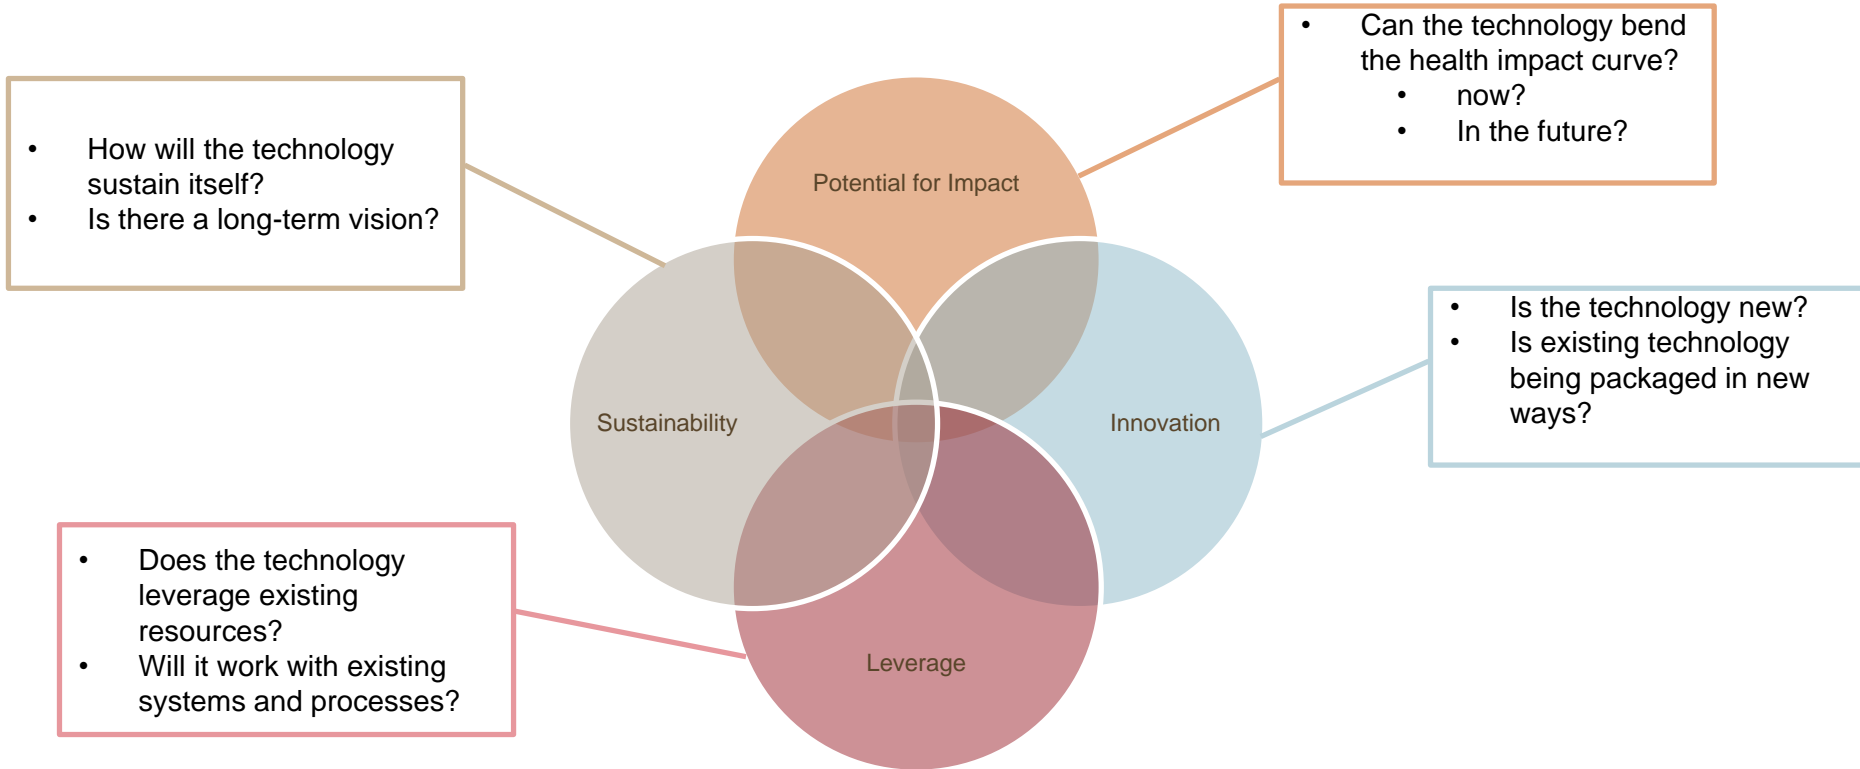 • Can the technology bend
the health impact curve?
• now?
• In the future?
• How will the technology
sustain itself?
• Is there a long-term vision?
Potential for Impact
• Is the technology new?
• Is existing technology
being packaged in new
ways?
Sustainability
Innovation
• Does the technology
leverage existing
resources?
• Will it work with existing
systems and processes?
Leverage